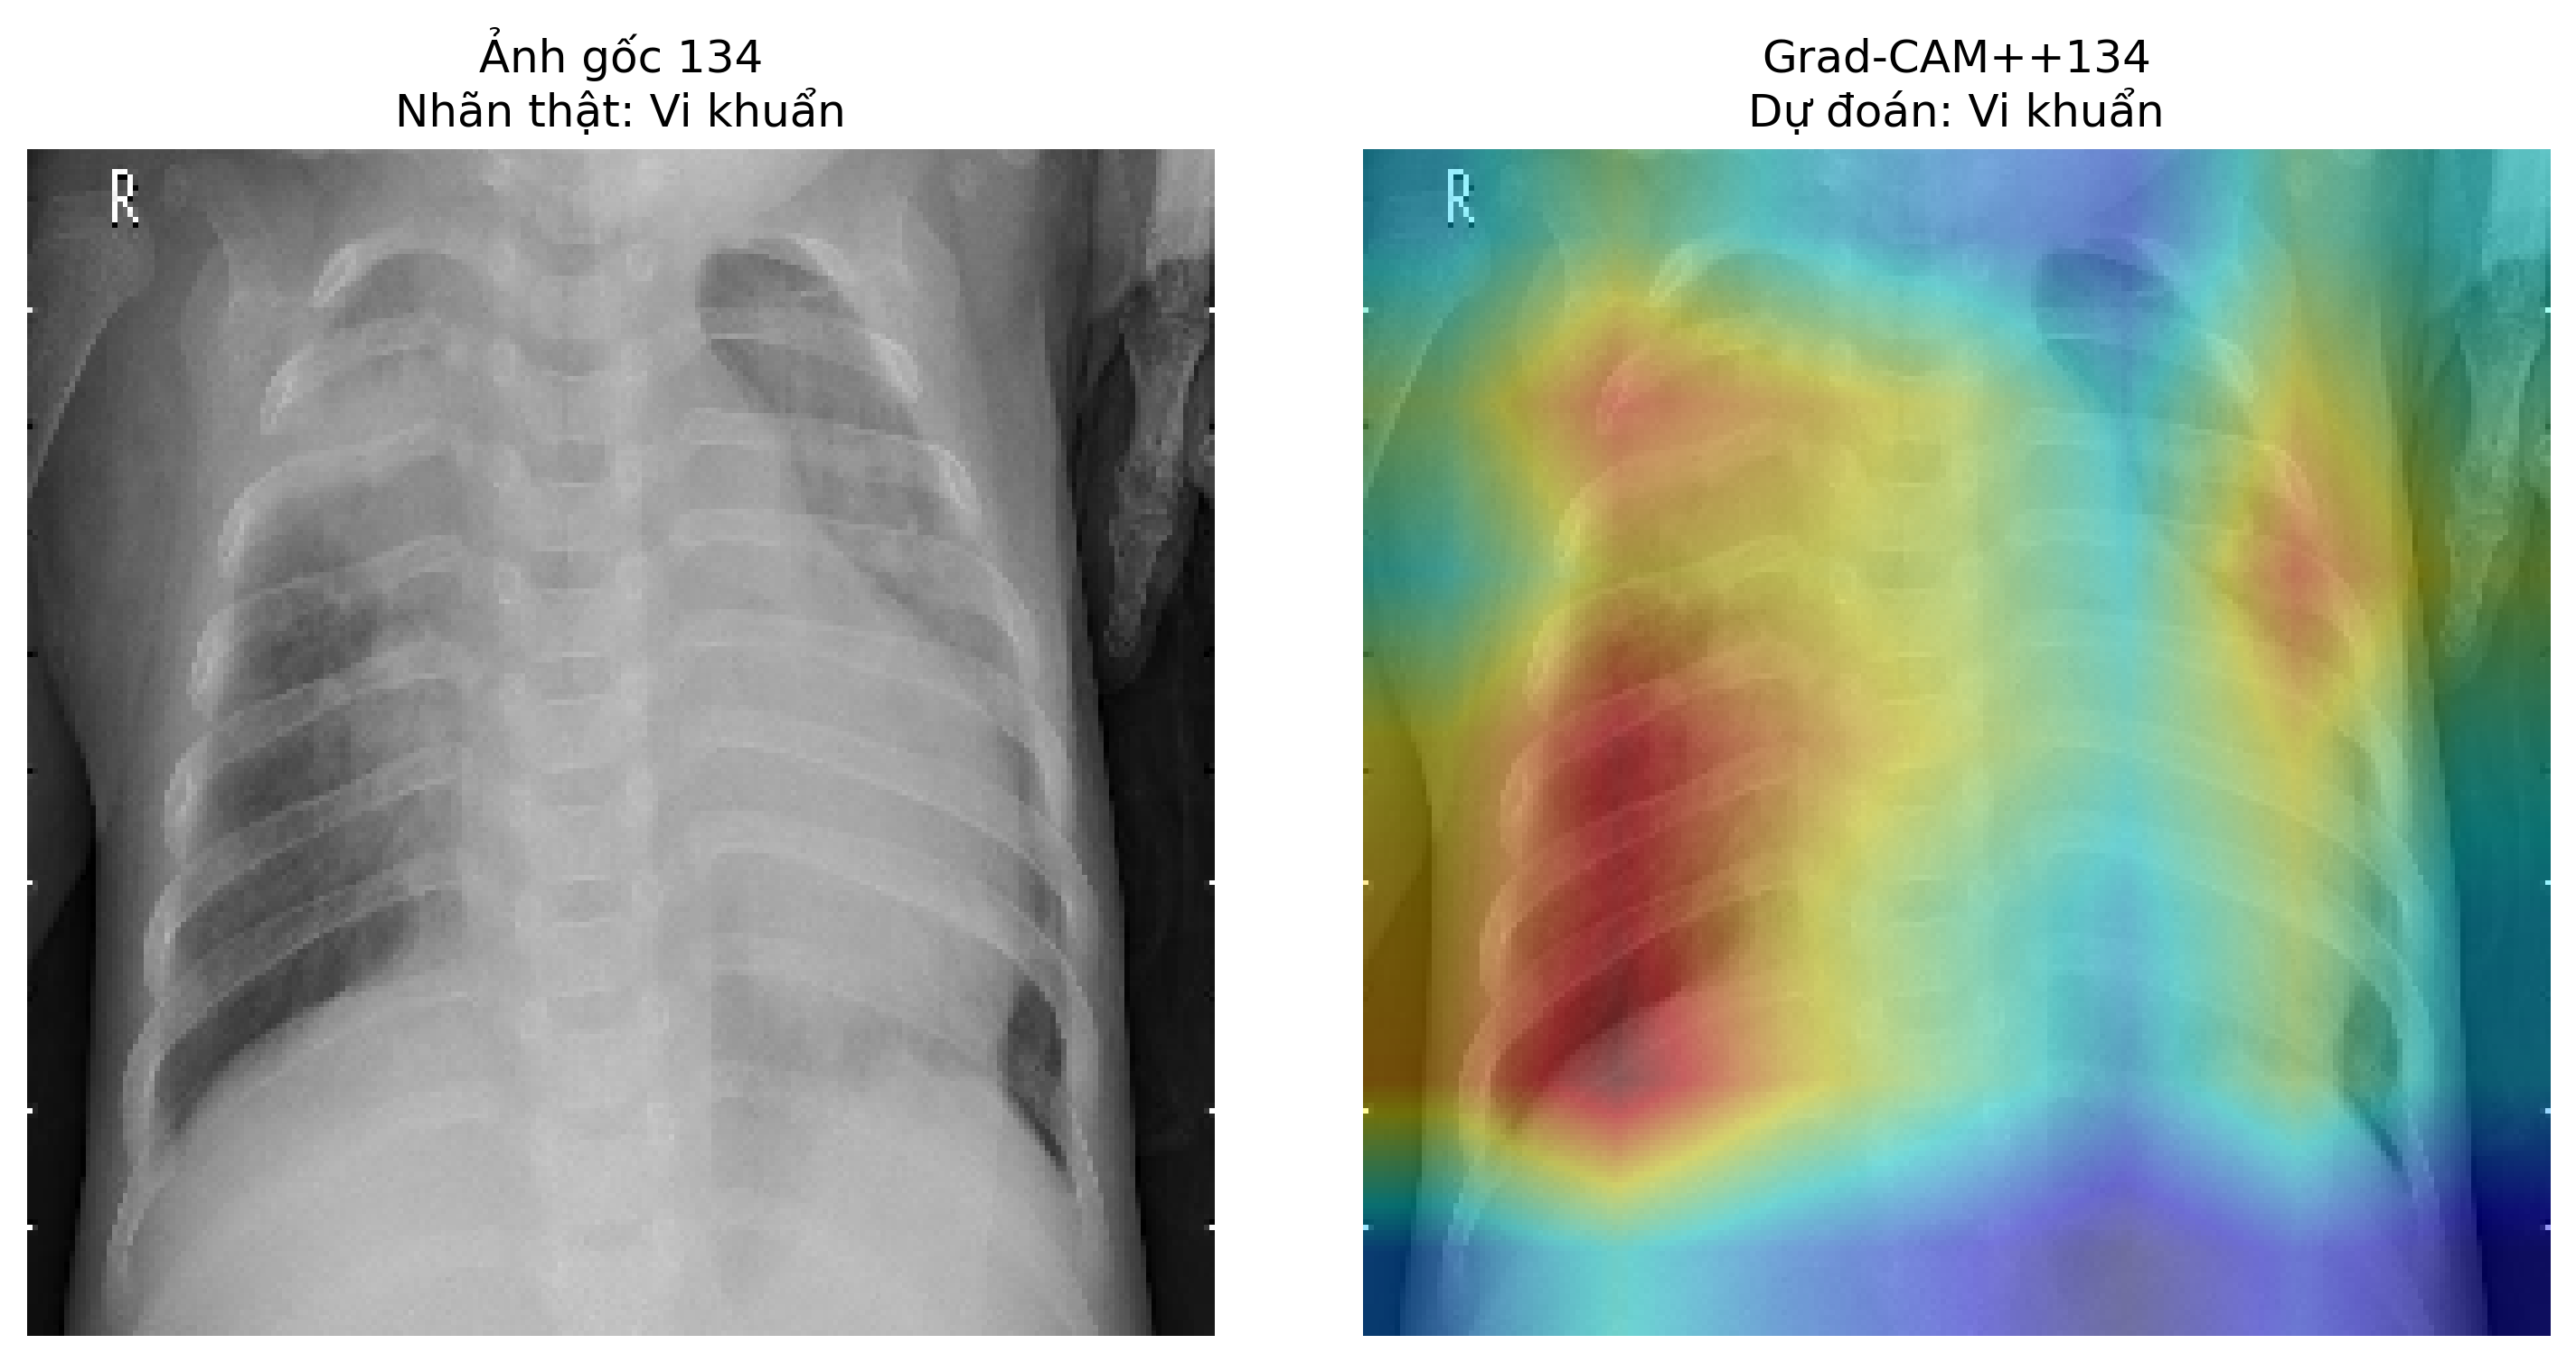 Ảnh gốc 134
Nhãn thật: Vi khuẩn
R
Grad-CAM++134
Dự đoán: Vi khuẩn
R